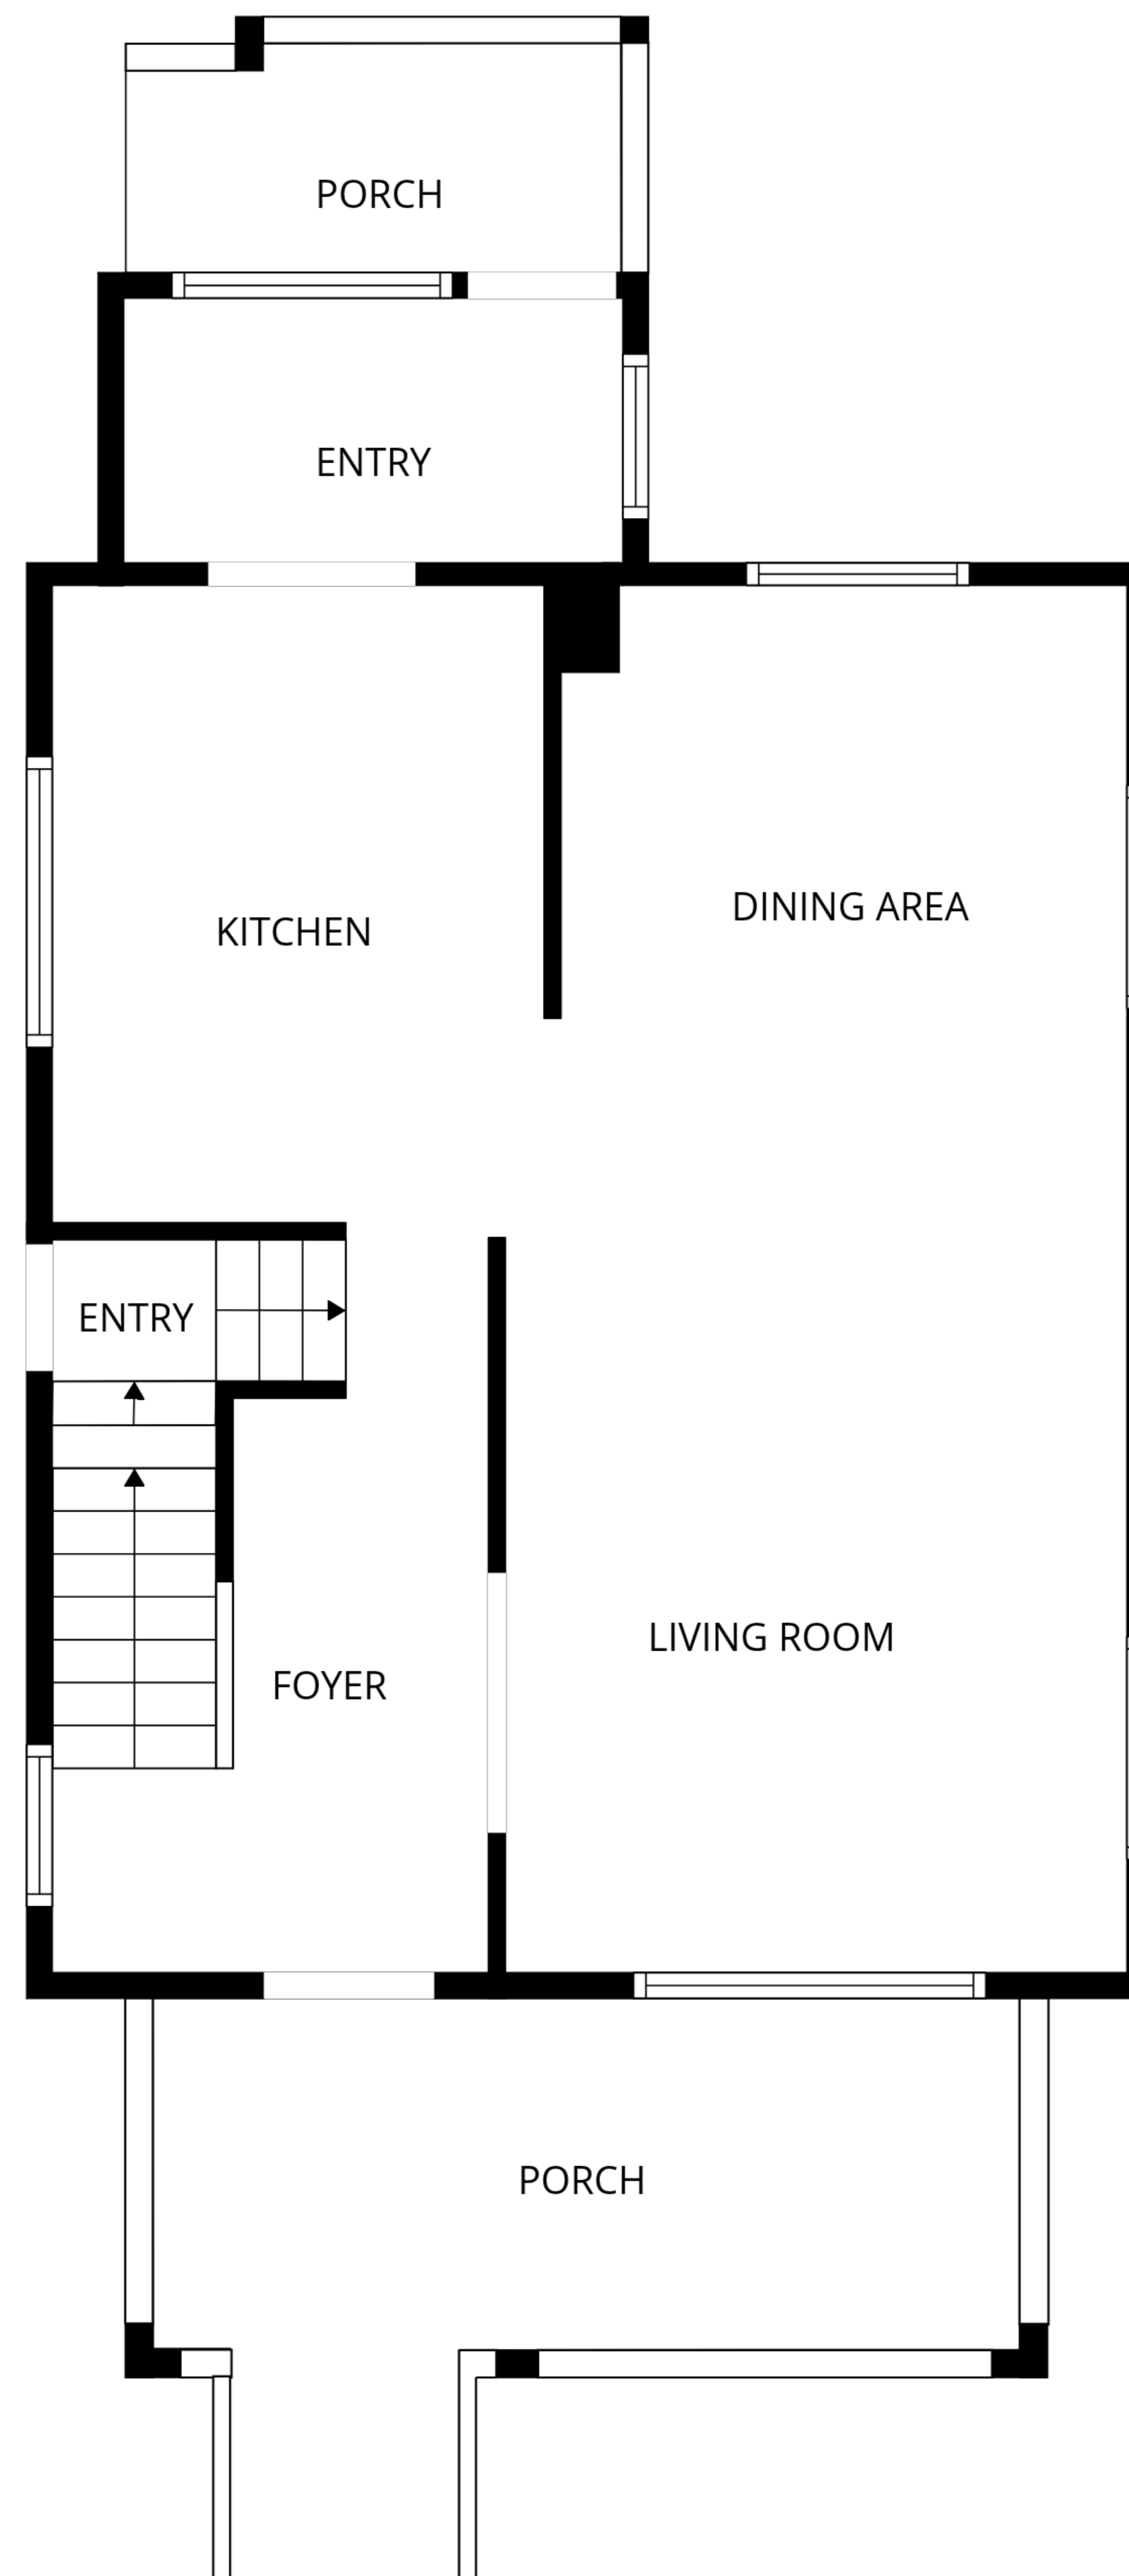 PORCH
ENTRY
DINING AREA
KITCHEN
ENTRY
LIVING ROOM
FOYER
PORCH